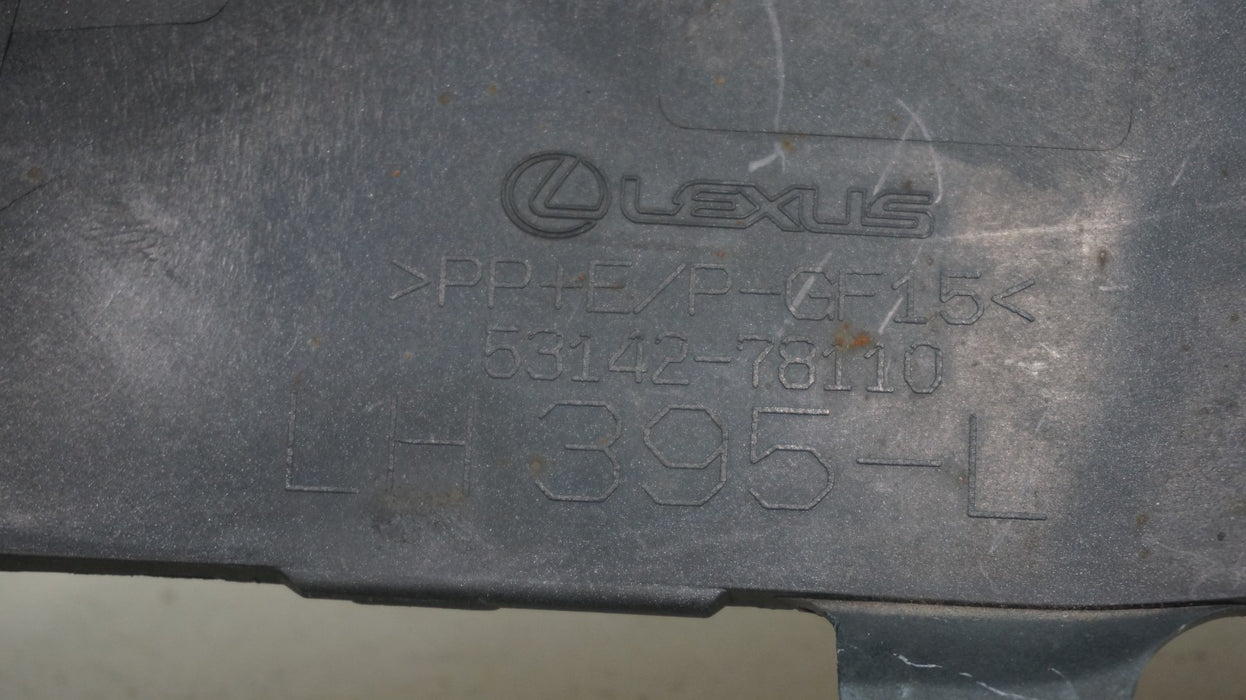 LEXUS
>PP+E/P-GF15<
53142-78110
LH 395-L